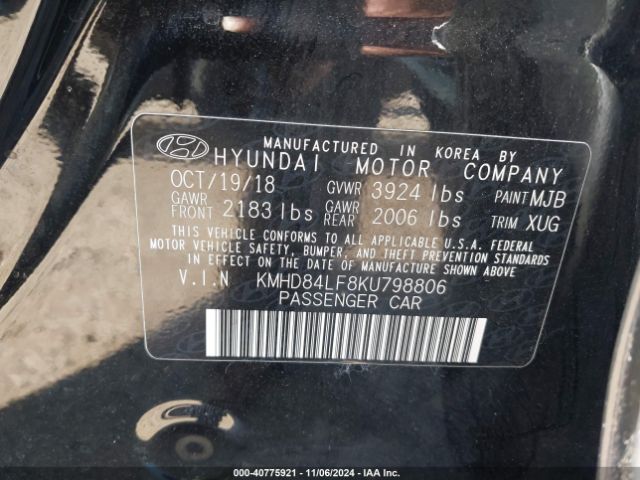 MANUFACTURED IN KOREA BY
HYUNDAI MOTOR COMPANY
OCT/19/18 GVWR 3924 lbs PAINT MJB
GAWR FRONT 2183 lbs GAWR REAR 2006 lbs TRIM XUG
THIS VEHICLE CONFORMS TO ALL APPLICABLE U.S.A. FEDERAL
MOTOR VEHICLE SAFETY, BUMPER, AND THEFT PREVENTION STANDARDS
IN EFFECT ON THE DATE OF MANUFACTURE SHOWN ABOVE
V.I.N KMHD84LF8KU798806
PASSENGER CAR
000-40775921 - 11/06/2024 - IAA Inc.